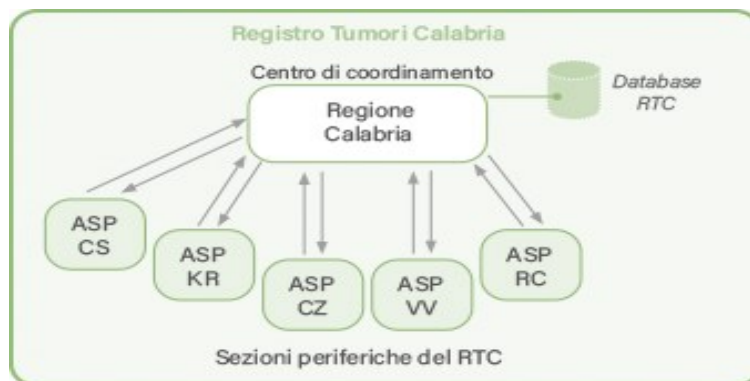 Registro Tumori Calabria
Centro di coordinamento
Regione
Calabria
Database
RTC
ASP
CS
ASP
KR
ASP
CZ
ASP
VV
ASP
RC
Sezioni periferiche del RTC